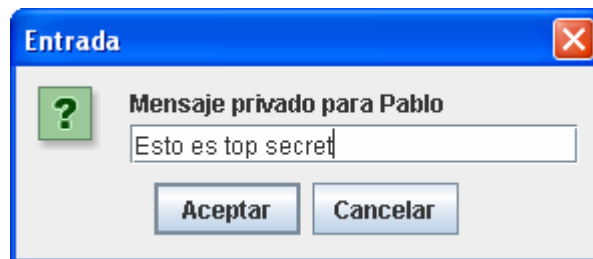 Entrada
Mensaje privado para Pablo
Esto es top secret
Aceptar Cancelar